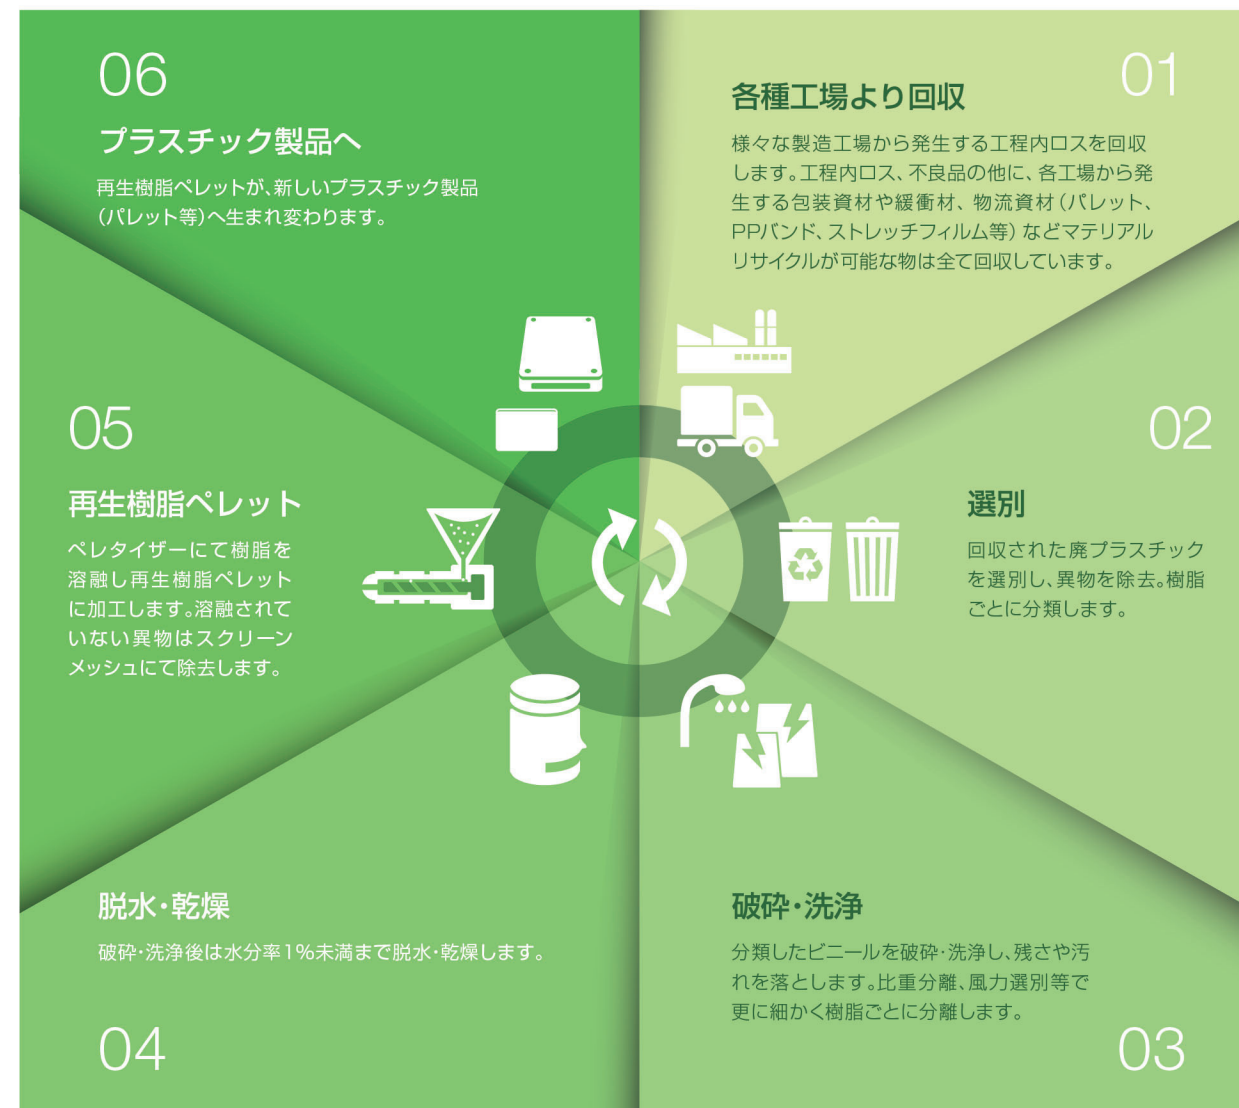 01
各種工場より回収
様々な製造工場から発生する工程内ロスを回収
します。工程内ロス、不良品の他に、各工場から発
生する包装資材や緩衝材、物流資材（パレット、
PPバンド、ストレッチフィルム等）などマテリアル
リサイクルが可能な物は全て回収しています。
02
選別
回収された廃プラスチック
を選別し、異物を除去。樹脂
ごとに分類します。
03
破砕・洗浄
分類したビニールを破砕・洗浄し、残さや汚
れを落とします。比重分離、風力選別等で
更に細かく樹脂ごとに分離します。
04
脱水・乾燥
破砕・洗浄後は水分率1%未満まで脱水・乾燥します。
05
再生樹脂ペレット
ペレタイザーにて樹脂を
溶融し再生樹脂ペレット
に加工します。溶融されて
いない異物はスクリーン
メッシュにて除去します。
06
プラスチック製品へ
再生樹脂ペレットが、新しいプラスチック製品
（パレット等）へ生まれ変わります。